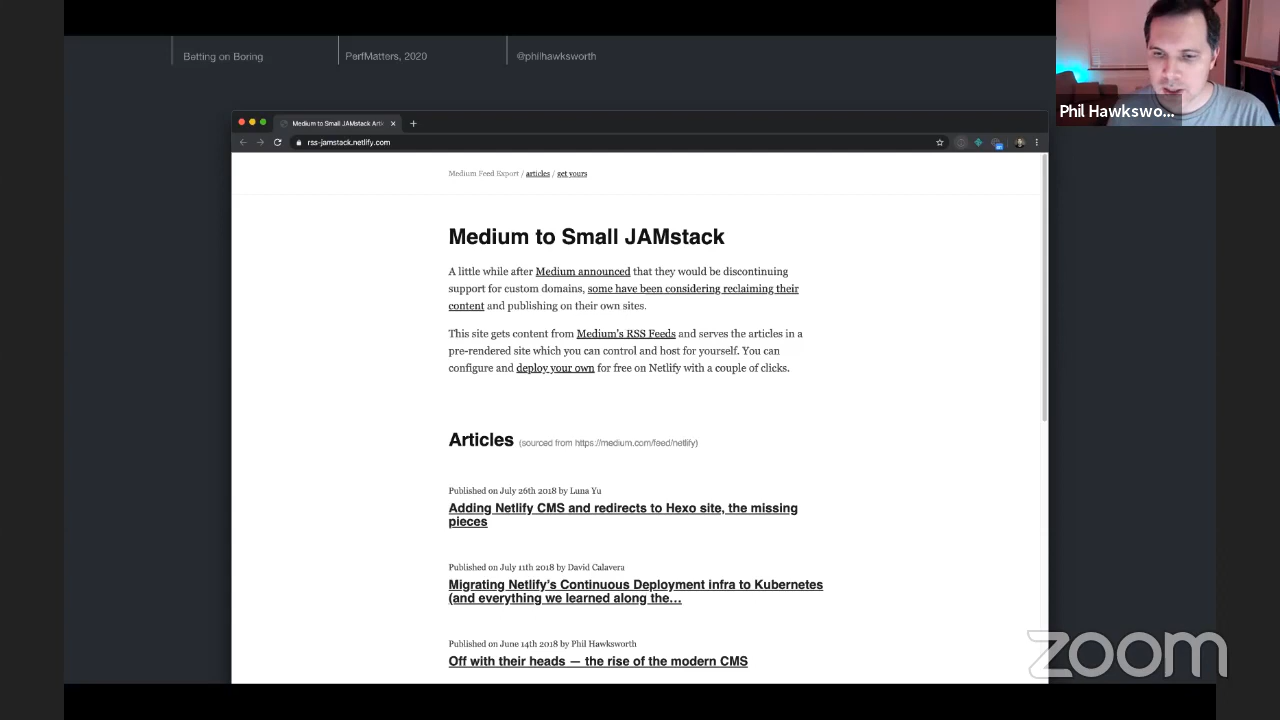 Betting on Boring
PerfMatters, 2020
@philhawksworth
Phil Hawkswo...
Medium to Small JAMstack Arti
rss-jamstack.netlify.com
Medium Feed Export / articles / get yours
Medium to Small JAMstack
A little while after Medium announced that they would be discontinuing
support for custom domains, some have been considering reclaiming their
content and publishing on their own sites.
This site gets content from Medium's RSS Feeds and serves the articles in a
pre-rendered site which you can control and host for yourself. You can
configure and deploy your own for free on Netlify with a couple of clicks.
Articles (sourced from https://medium.com/feed/netlify)
Published on July 26th 2018 by Luna Yu
Adding Netlify CMS and redirects to Hexo site, the missing
pieces
Published on July 11th 2018 by David Calavera
Migrating Netlify's Continuous Deployment infra to Kubernetes
(and everything we learned along the…
Published on June 14th 2018 by Phil Hawksworth
Off with their heads — the rise of the modern CMS
zoom